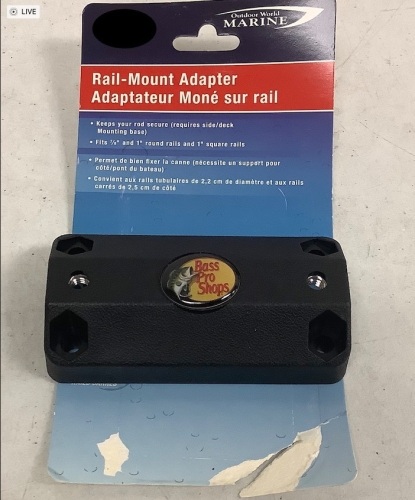 LIVE
Outdoor World
MARINE
Rail-Mount Adapter
Adaptateur Moné sur rail
• Keeps your rod secure (requires side/deck
Mounting base)
• Fits ⅞" and 1" round rails and 1" square rails
• Permet de bien fixer la canne (nécessite un support pour
côté/pont du bateau)
• Convient aux rails tubulaires de 2,2 cm de diamètre et aux rails
carrés de 2,5 cm de côté
Bass
Pro
Shops